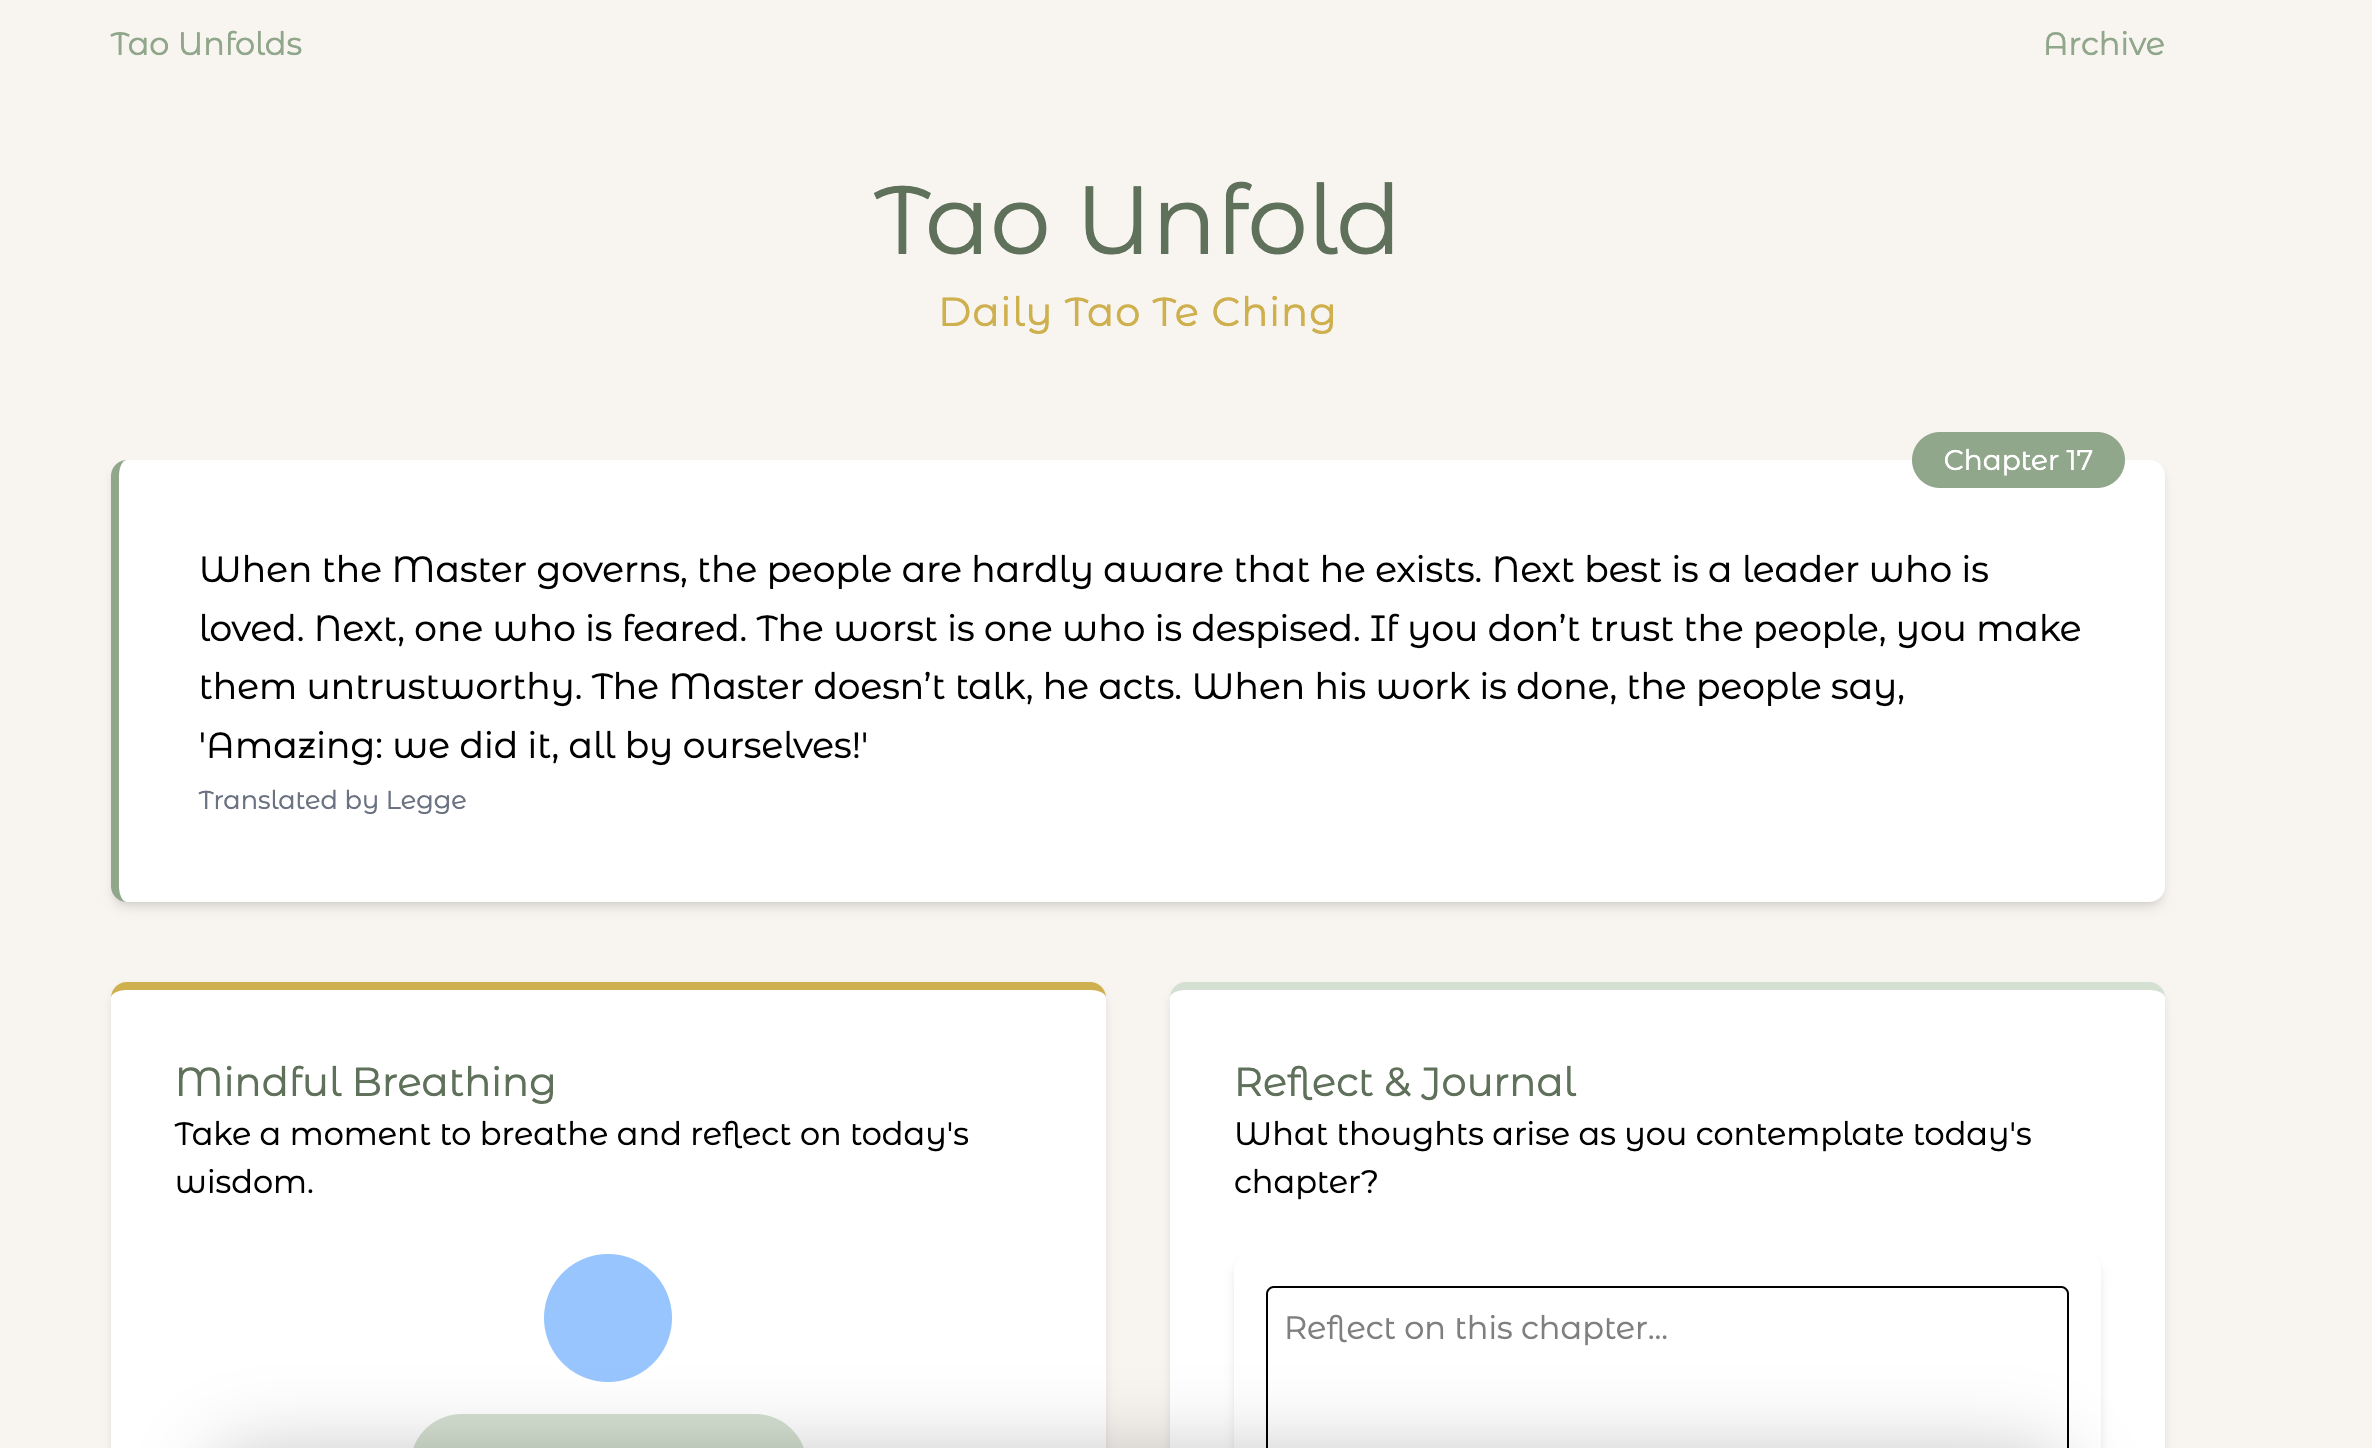 Tao Unfolds
Archive
Tao Unfold
Daily Tao Te Ching
Chapter 17
When the Master governs, the people are hardly aware that he exists. Next best is a leader who is
loved. Next, one who is feared. The worst is one who is despised. If you don’t trust the people, you make
them untrustworthy. The Master doesn’t talk, he acts. When his work is done, the people say,
'Amazing: we did it, all by ourselves!'
Translated by Legge
Mindful Breathing
Take a moment to breathe and reflect on today's
wisdom.
Reflect & Journal
What thoughts arise as you contemplate today's
chapter?
Reflect on this chapter...